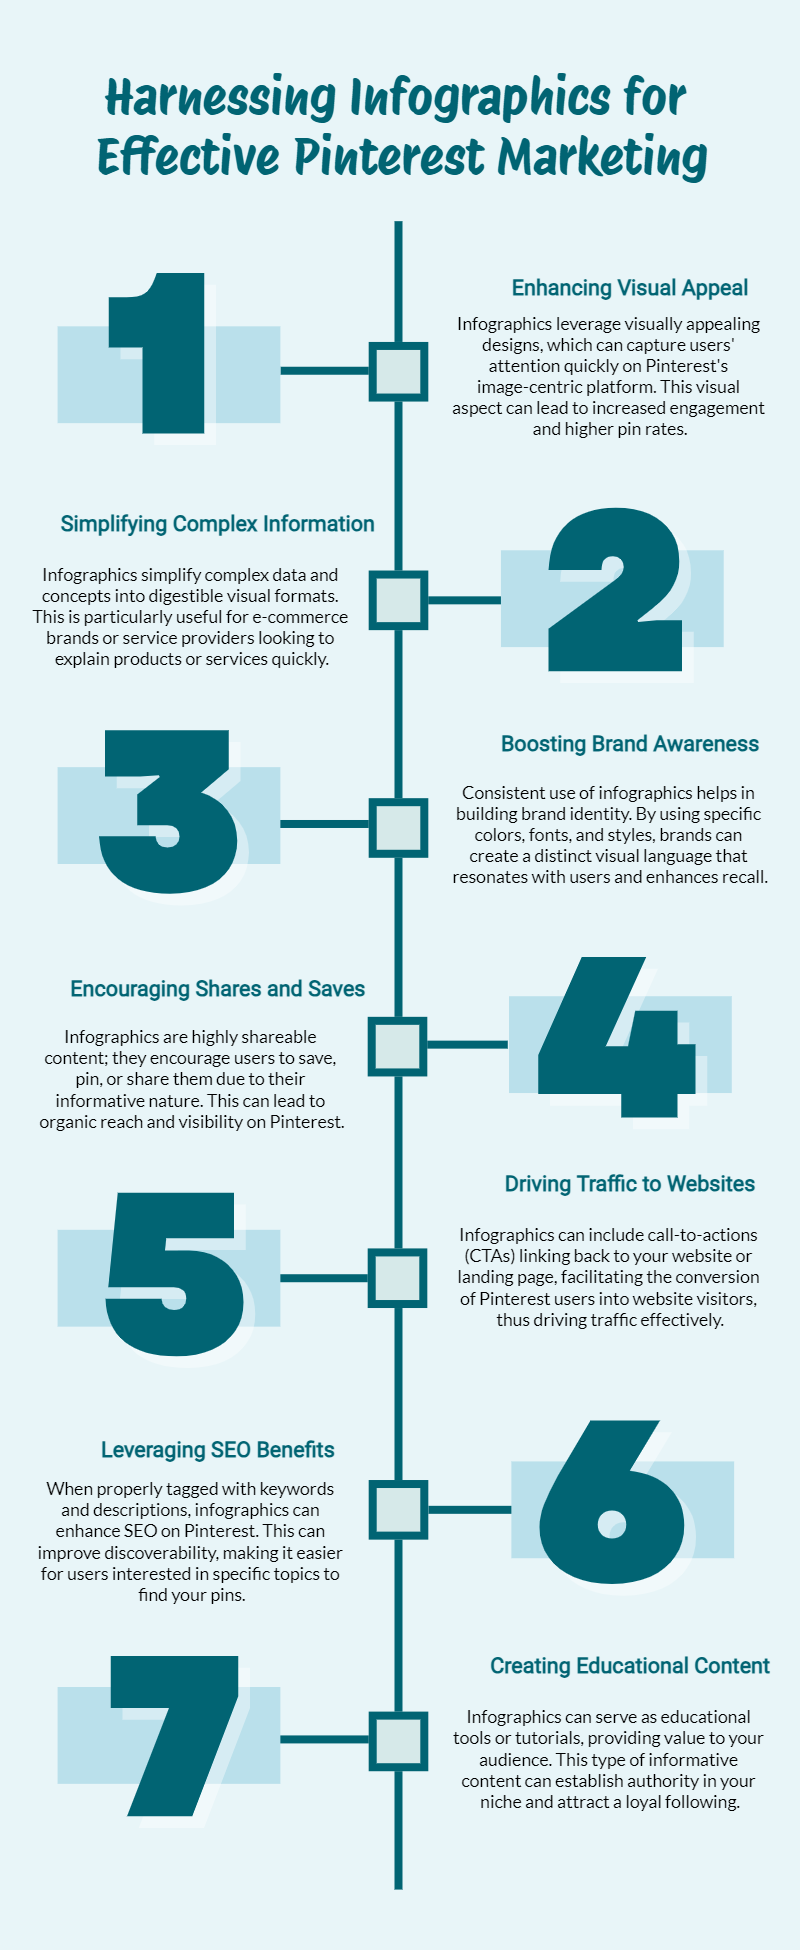 Harnessing Infographics for
Effective Pinterest Marketing
1
Enhancing Visual Appeal
Infographics leverage visually appealing
designs, which can capture users'
attention quickly on Pinterest's
image-centric platform. This visual
aspect can lead to increased engagement
and higher pin rates.
2
Simplifying Complex Information
Infographics simplify complex data and
concepts into digestible visual formats.
This is particularly useful for e-commerce
brands or service providers looking to
explain products or services quickly.
3
Boosting Brand Awareness
Consistent use of infographics helps in
building brand identity. By using specific
colors, fonts, and styles, brands can
create a distinct visual language that
resonates with users and enhances recall.
4
Encouraging Shares and Saves
Infographics are highly shareable
content; they encourage users to save,
pin, or share them due to their
informative nature. This can lead to
organic reach and visibility on Pinterest.
5
Driving Traffic to Websites
Infographics can include call-to-actions
(CTAs) linking back to your website or
landing page, facilitating the conversion
of Pinterest users into website visitors,
thus driving traffic effectively.
6
Leveraging SEO Benefits
When properly tagged with keywords
and descriptions, infographics can
enhance SEO on Pinterest. This can
improve discoverability, making it easier
for users interested in specific topics to
find your pins.
7
Creating Educational Content
Infographics can serve as educational
tools or tutorials, providing value to your
audience. This type of informative
content can establish authority in your
niche and attract a loyal following.